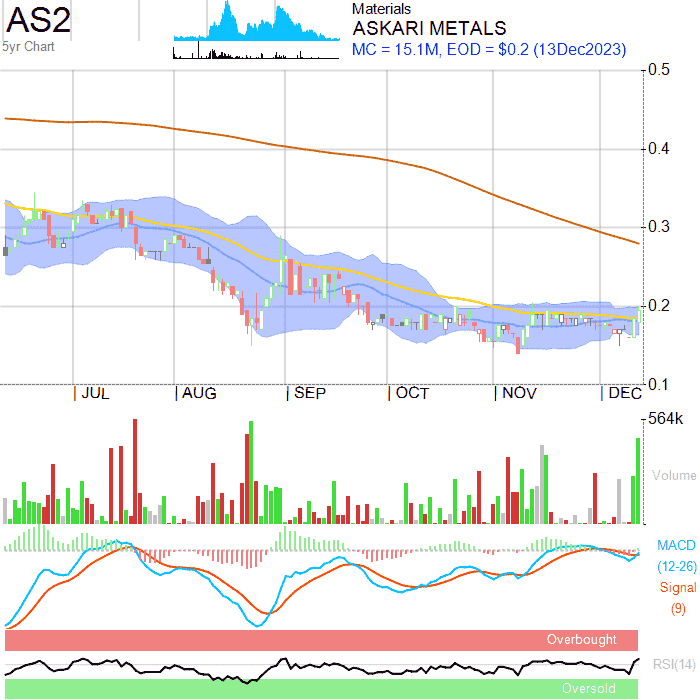 AS2
5yr Chart
Materials
ASKARI METALS
MC = 15.1M, EOD = $0.2 (13Dec2023)
0.5
0.4
0.3
0.2
0.1
JUL AUG SEP OCT NOV DEC
564k
Volume
MACD
(12-26)
Signal
(9)
Overbought
RSI(14)
Oversold